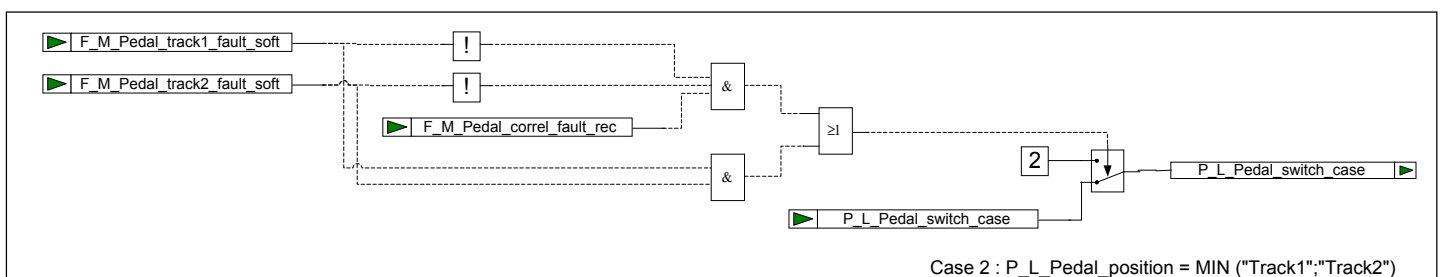 F_M_Pedal_track1_fault_soft
!
F_M_Pedal_track2_fault_soft
!
&
F_M_Pedal_correl_fault_rec
≥1
2
&
P_L_Pedal_switch_case
P_L_Pedal_switch_case
Case 2 : P_L_Pedal_position = MIN ("Track1";"Track2")